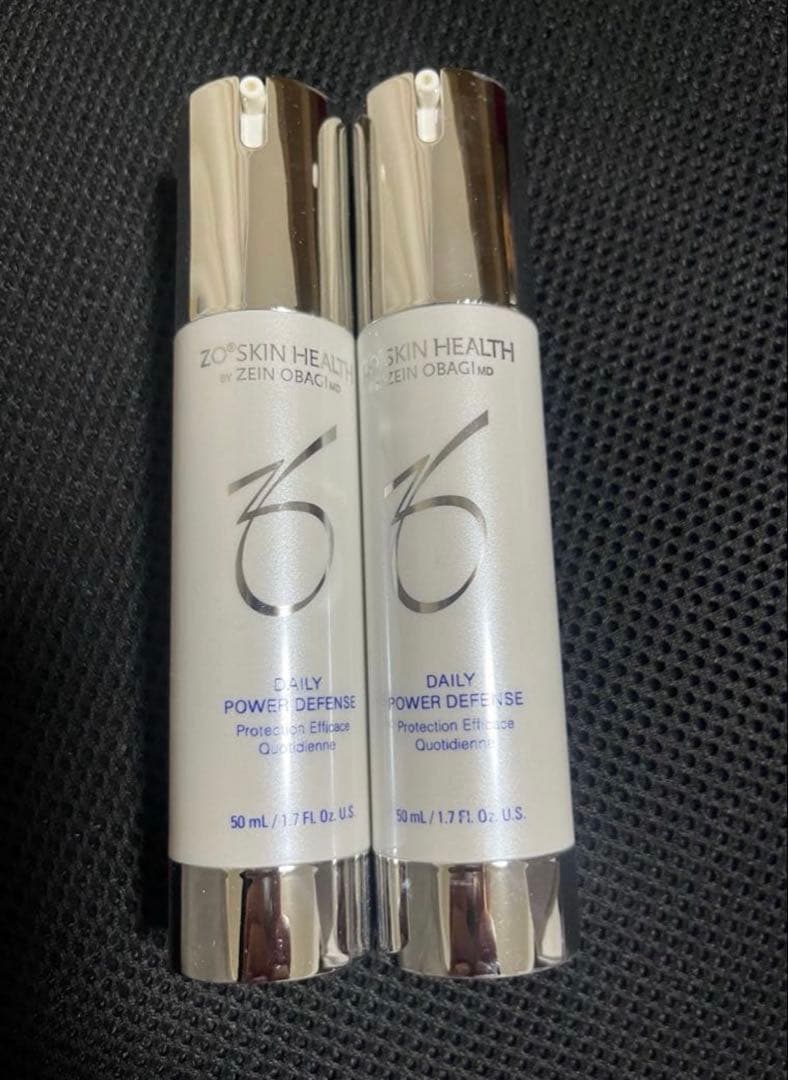 ZO® SKIN HEALTH
BY ZEIN OBAGI MD
DAILY
POWER DEFENSE
Protection Efficace
Quotidienne
50 mL / 1.7 Fl. Oz. U.S.
ZO® SKIN HEALTH
BY ZEIN OBAGI MD
DAILY
POWER DEFENSE
Protection Efficace
Quotidienne
50 mL / 1.7 Fl. Oz. U.S.